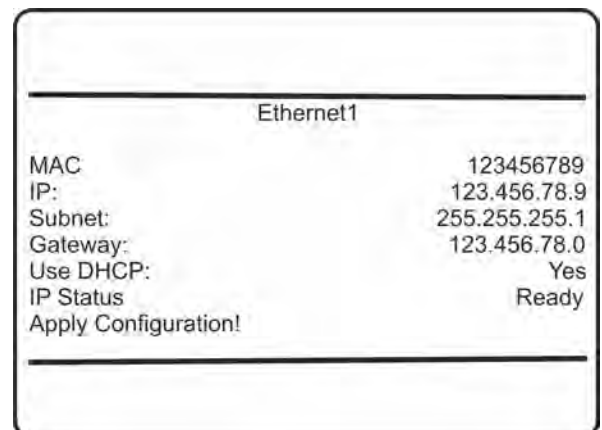 Ethernet1
MAC 123456789
IP: 123.456.78.9
Subnet: 255.255.255.1
Gateway: 123.456.78.0
Use DHCP: Yes
IP Status Ready
Apply Configuration!